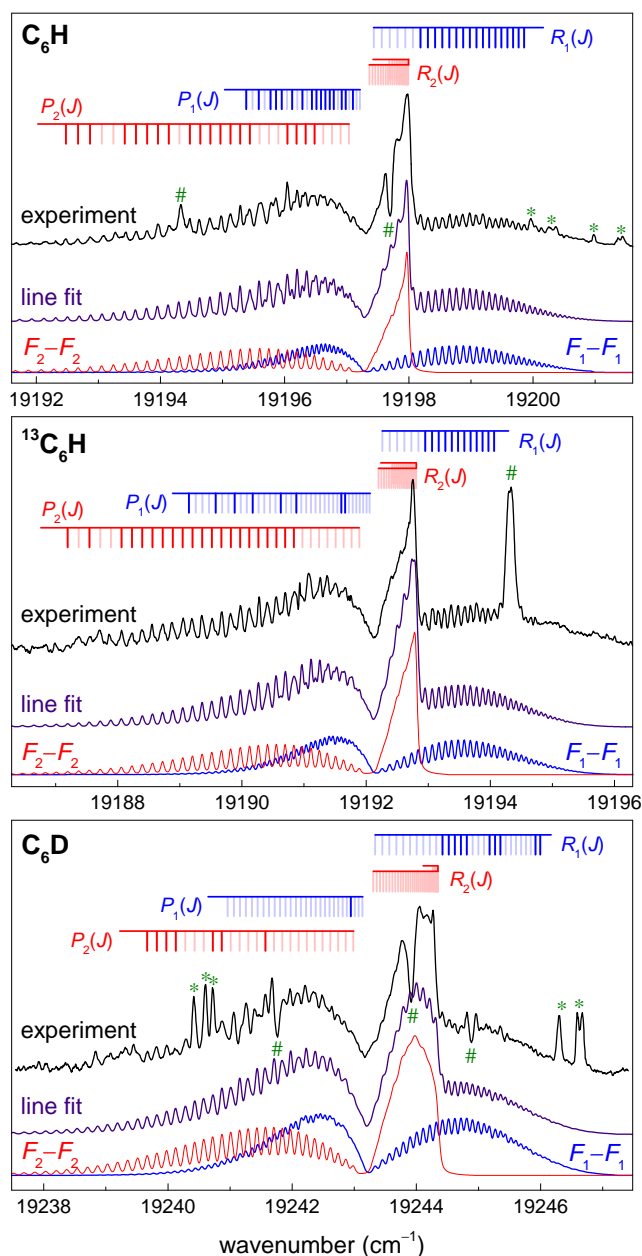 C₆H
R₁(J)
R₂(J)
P₁(J)
P₂(J)
#
experiment
#
* * * *
line fit
F₂−F₂
F₁−F₁
19192 19194 19196 19198 19200
¹³C₆H
R₁(J)
R₂(J)
#
P₁(J)
P₂(J)
experiment
line fit
F₂−F₂
F₁−F₁
19188 19190 19192 19194 19196
C₆D
R₁(J)
R₂(J)
P₁(J)
P₂(J)
* * *
* *
experiment
#
#
#
line fit
F₂−F₂
F₁−F₁
19238 19240 19242 19244 19246
wavenumber (cm⁻¹)